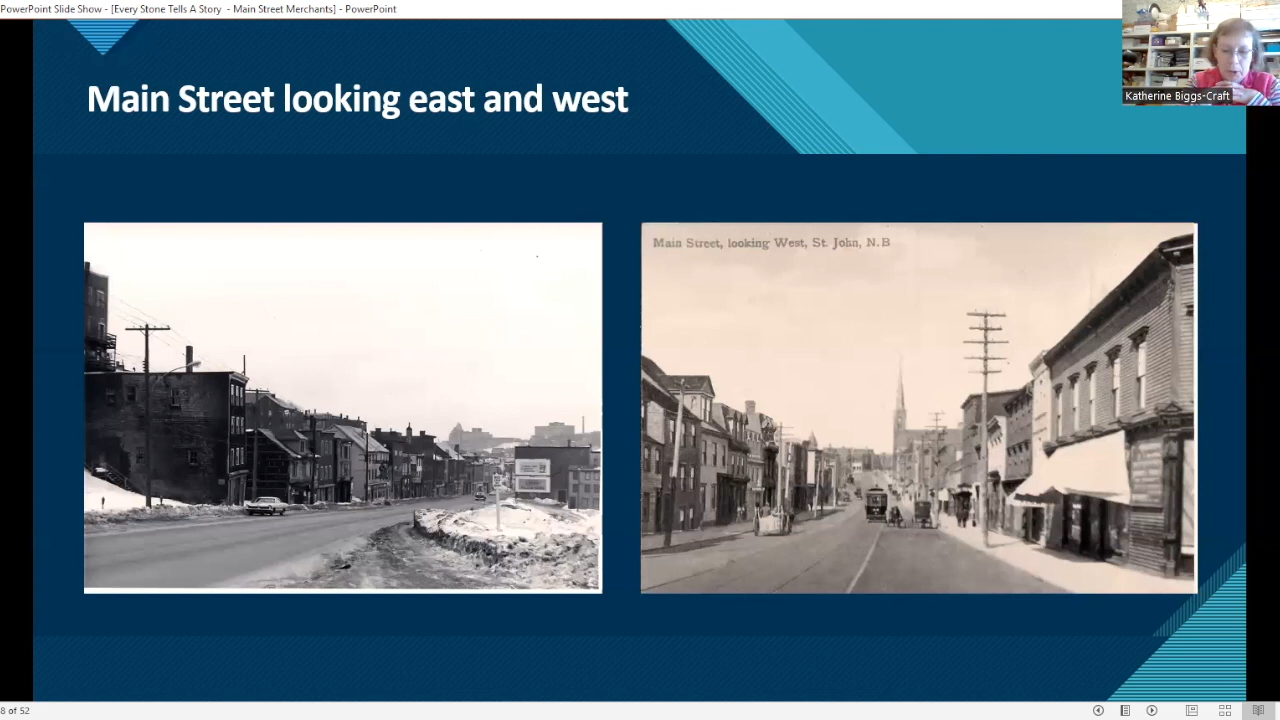 PowerPoint Slide Show - [Every Stone Tells A Story - Main Street Merchants] - PowerPoint
Katherine Biggs-Craft
Main Street looking east and west
Main Street, looking West, St. John, N.B
8 of 52